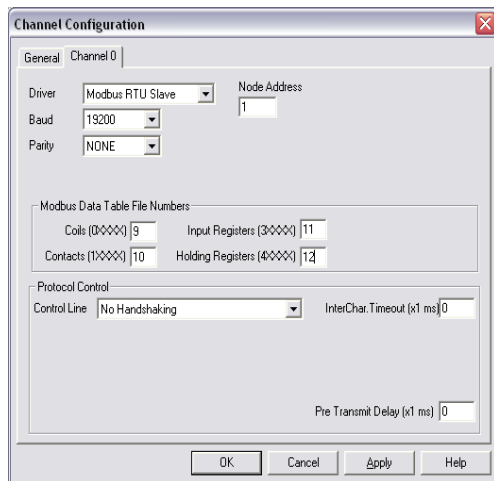 Channel Configuration
General Channel 0
Driver Modbus RTU Slave Node Address
1
Baud 19200
Parity NONE
Modbus Data Table File Numbers
Coils (0XXXX) 9 Input Registers (3XXXX) 11
Contacts (1XXXX) 10 Holding Registers (4XXXX) 12
Protocol Control
Control Line No Handshaking InterChar.Timeout (x1 ms) 0
Pre Transmit Delay (x1 ms) 0
OK Cancel Apply Help